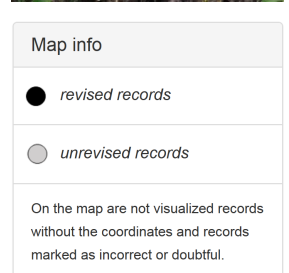 Map info
revised records
unrevised records
On the map are not visualized records
without the coordinates and records
marked as incorrect or doubtful.